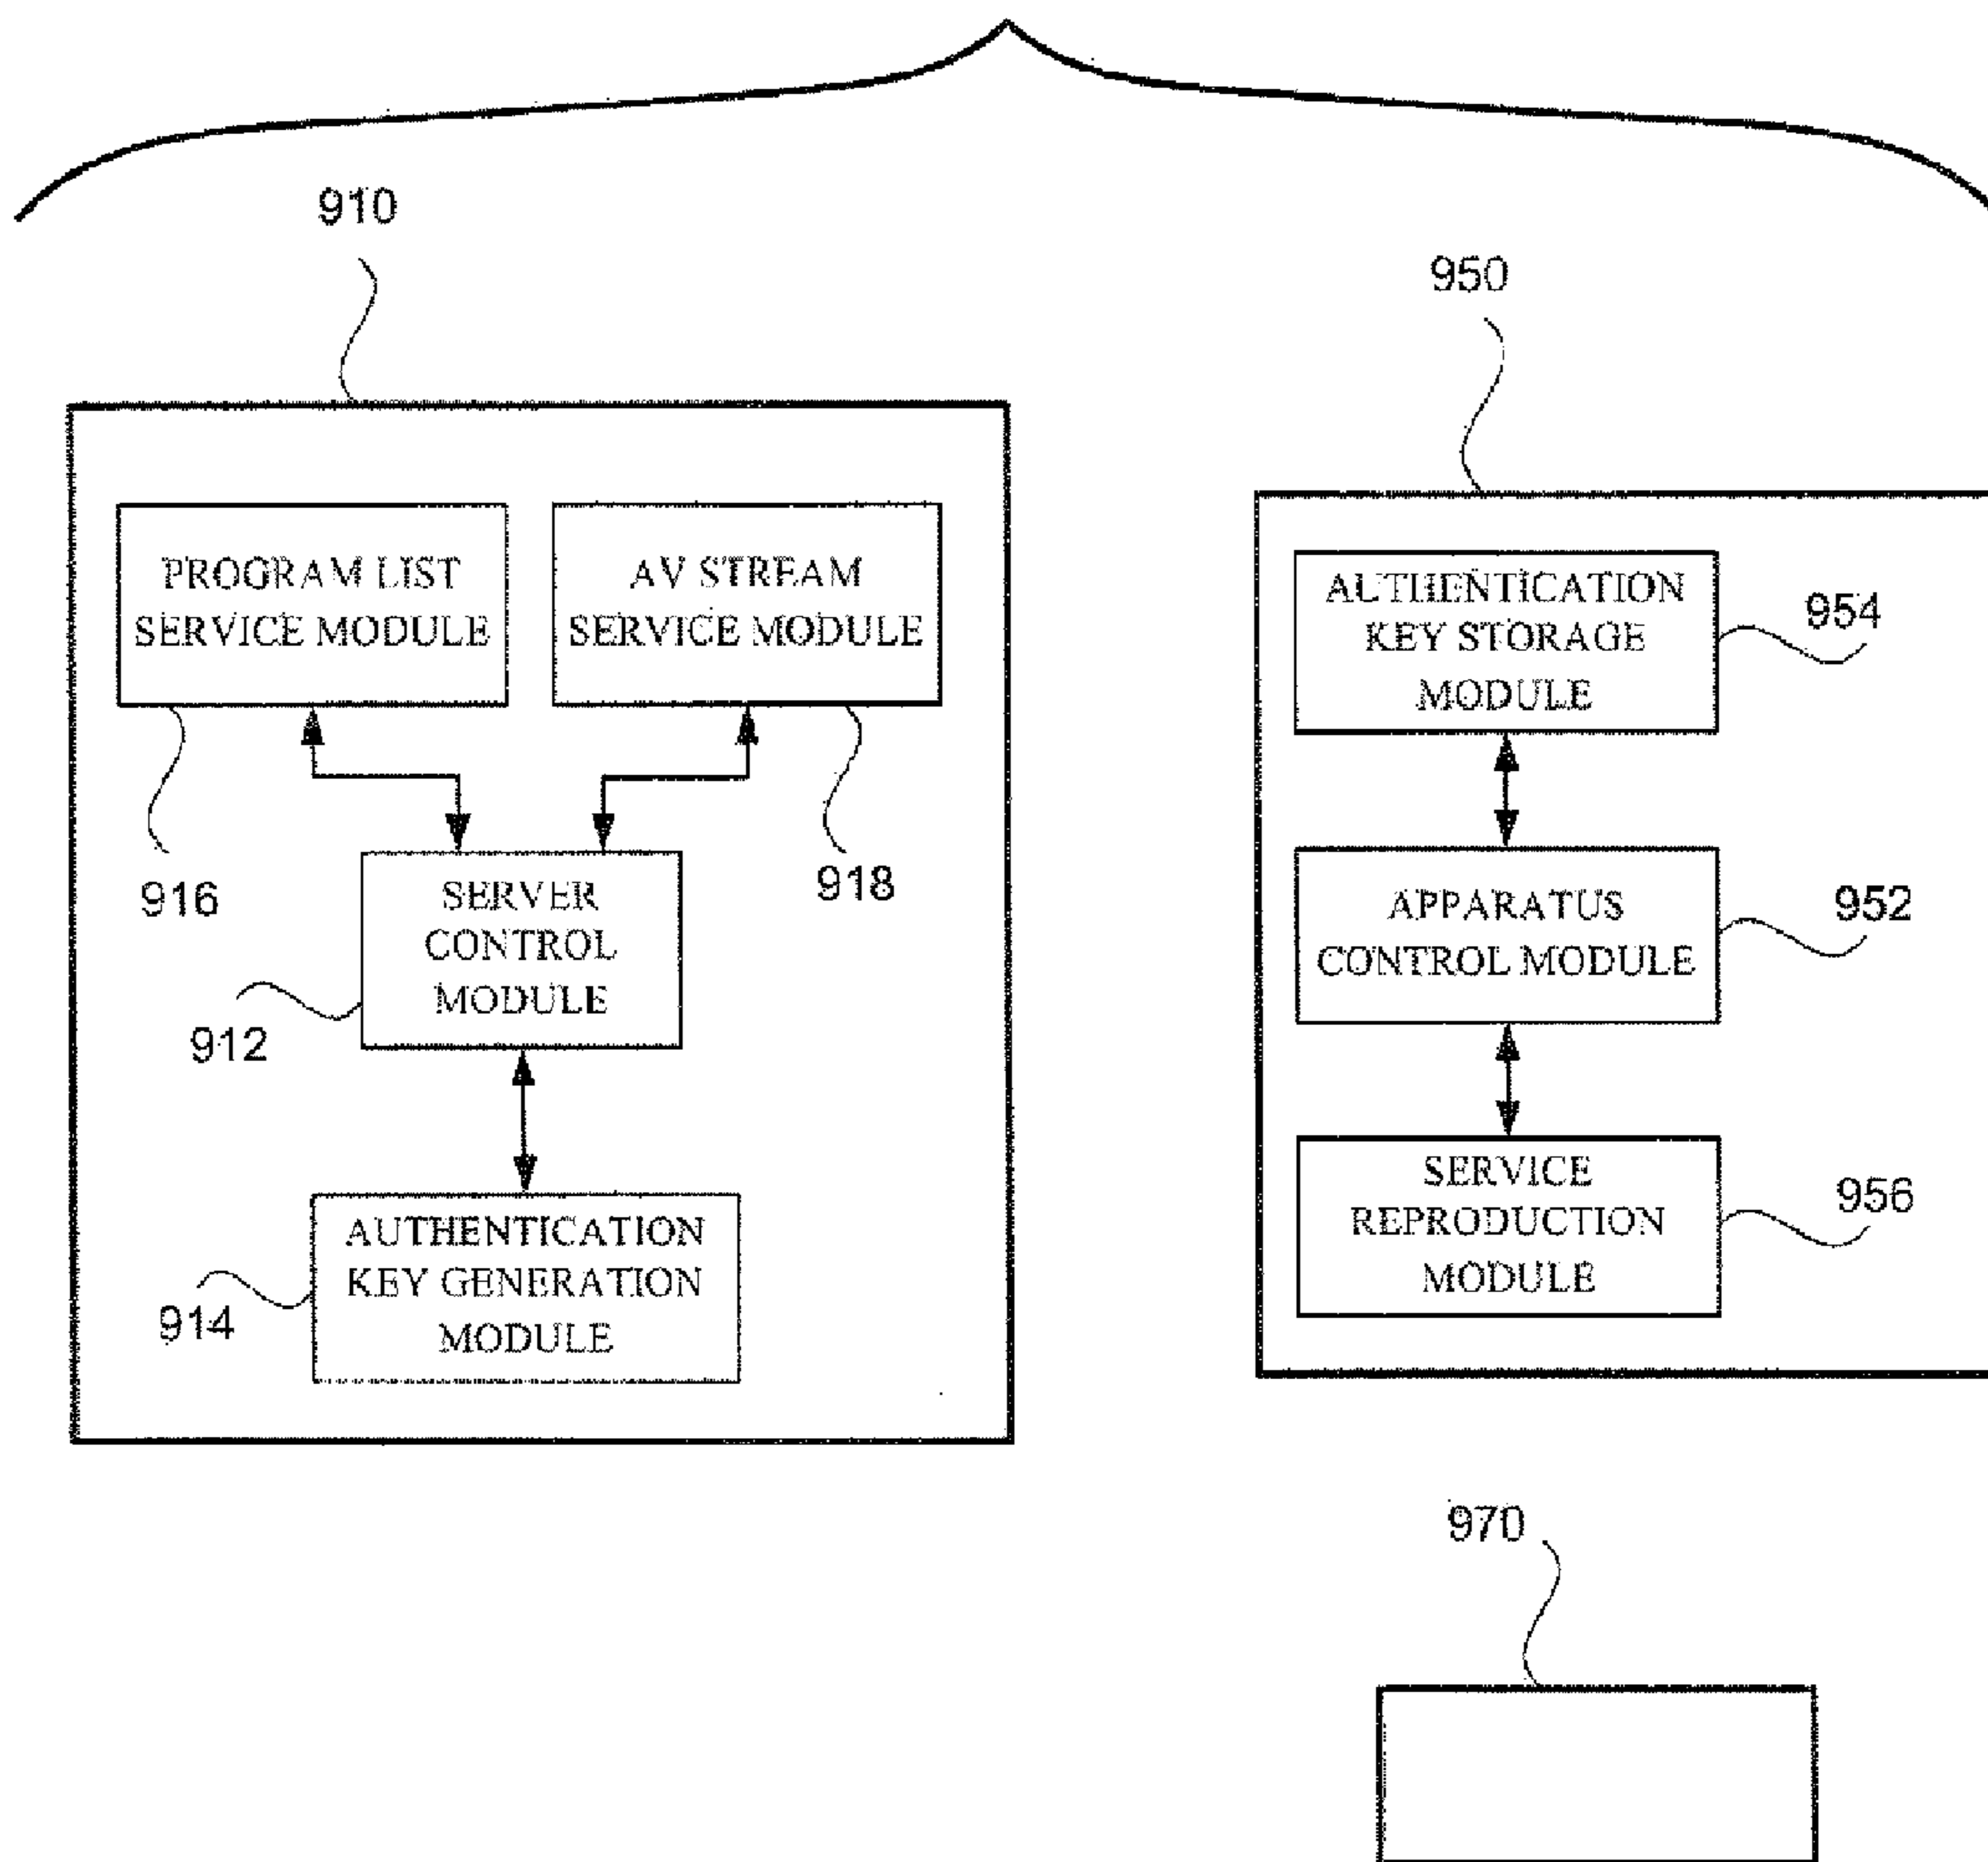 910
950
PROGRAM LIST
SERVICE MODULE
AV STREAM
SERVICE MODULE
916
918
SERVER
CONTROL
MODULE
912
AUTHENTICATION
KEY GENERATION
MODULE
914
AUTHENTICATION
KEY STORAGE
MODULE
954
APPARATUS
CONTROL MODULE
952
SERVICE
REPRODUCTION
MODULE
956
970